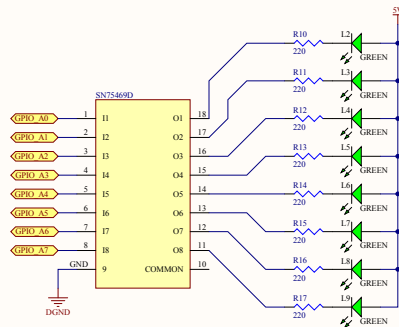 5V
R10 L2
220 GREEN
SN75469D
R11 L3
220 GREEN
R12 L4
220 GREEN
GPIO_A0 1 I1 O1 18
GPIO_A1 2 I2 O2 17
GPIO_A2 3 I3 O3 16
R13 L5
220 GREEN
GPIO_A3 4 I4 O4 15
GPIO_A4 5 I5 O5 14
R14 L6
220 GREEN
GPIO_A5 6 I6 O6 13
R15 L7
220 GREEN
GPIO_A6 7 I7 O7 12
GPIO_A7 8 I8 O8 11
R16 L8
220 GREEN
GND 9 COMMON 10
R17 L9
220 GREEN
DGND